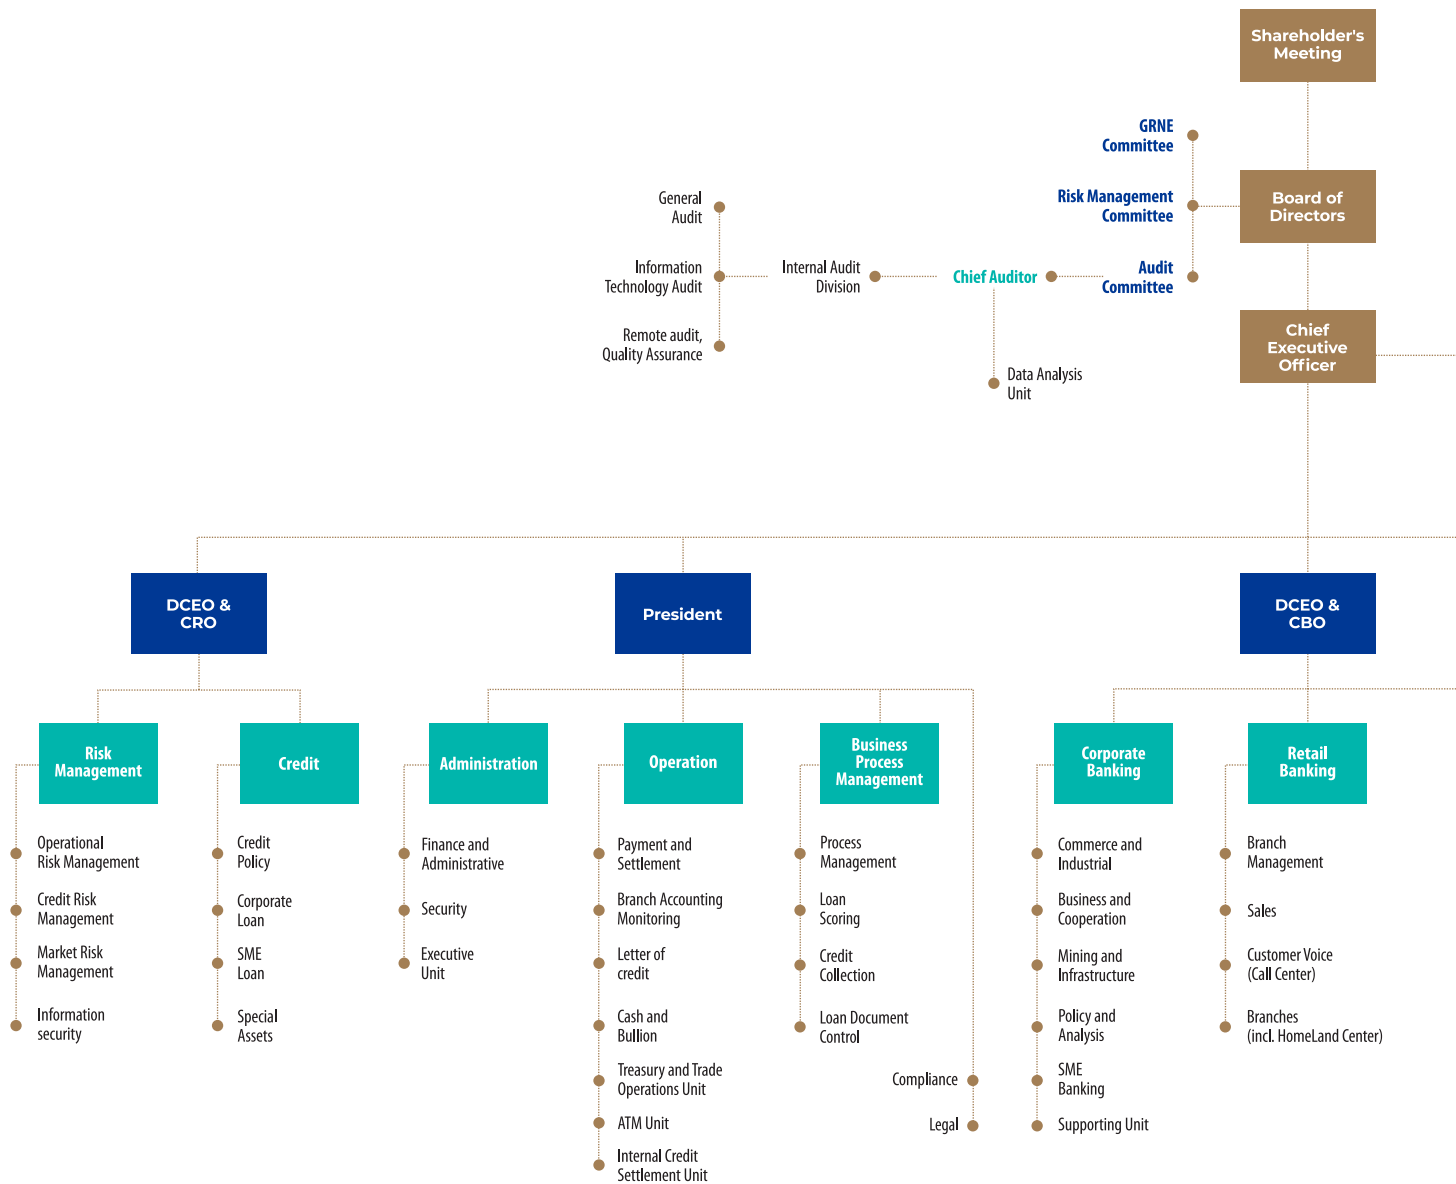 Shareholder's
Meeting
GRNE
Committee
Risk Management
Committee
Board of
Directors
General
Audit
Information
Technology Audit
Internal Audit
Division
Chief Auditor
Audit
Committee
Remote audit,
Quality Assurance
Data Analysis
Unit
Chief
Executive
Officer
DCEO &
CRO
President
DCEO &
CBO
Risk
Management
Credit
Administration
Operation
Business
Process
Management
Corporate
Banking
Retail
Banking
Operational
Risk Management
Credit Risk
Management
Market Risk
Management
Information
security
Credit
Policy
Corporate
Loan
SME
Loan
Special
Assets
Finance and
Administrative
Security
Executive
Unit
Payment and
Settlement
Branch Accounting
Monitoring
Letter of
credit
Cash and
Bullion
Treasury and Trade
Operations Unit
ATM Unit
Internal Credit
Settlement Unit
Process
Management
Loan
Scoring
Credit
Collection
Loan Document
Control
Compliance
Legal
Commerce and
Industrial
Business and
Cooperation
Mining and
Infrastructure
Policy and
Analysis
SME
Banking
Supporting Unit
Branch
Management
Sales
Customer Voice
(Call Center)
Branches
(incl. HomeLand Center)